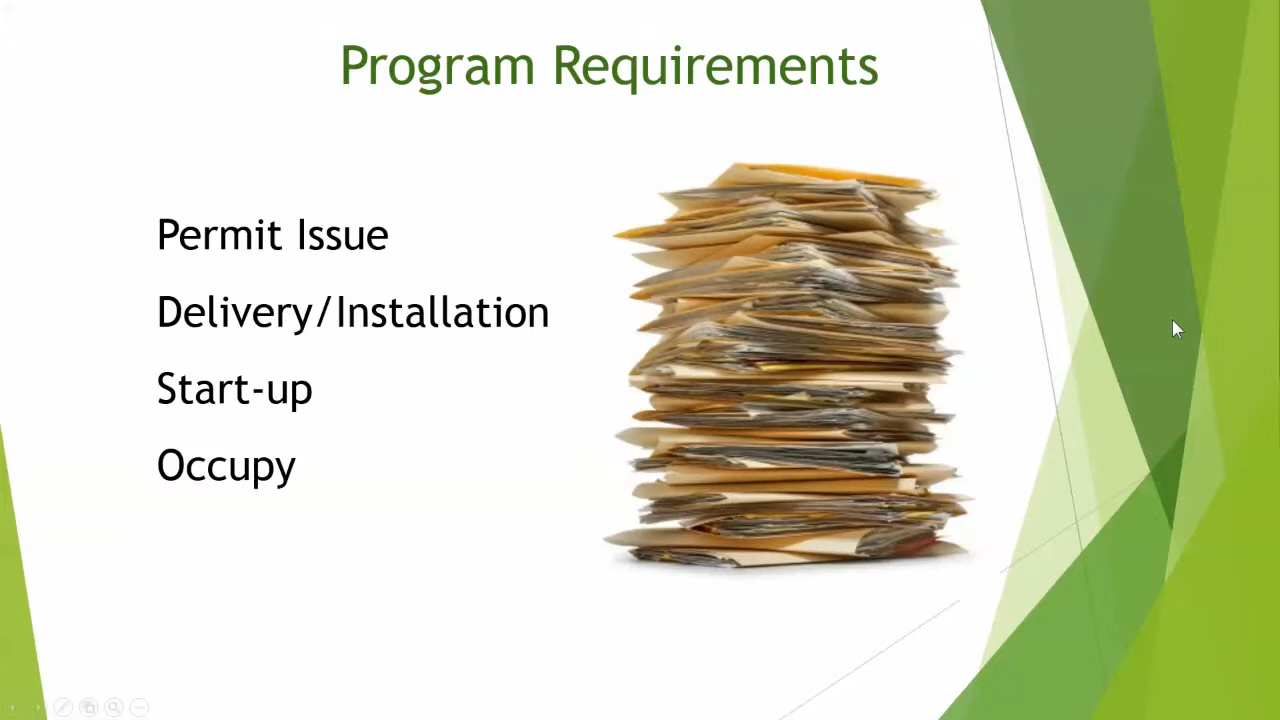 Program Requirements
Permit Issue
Delivery/Installation
Start-up
Occupy